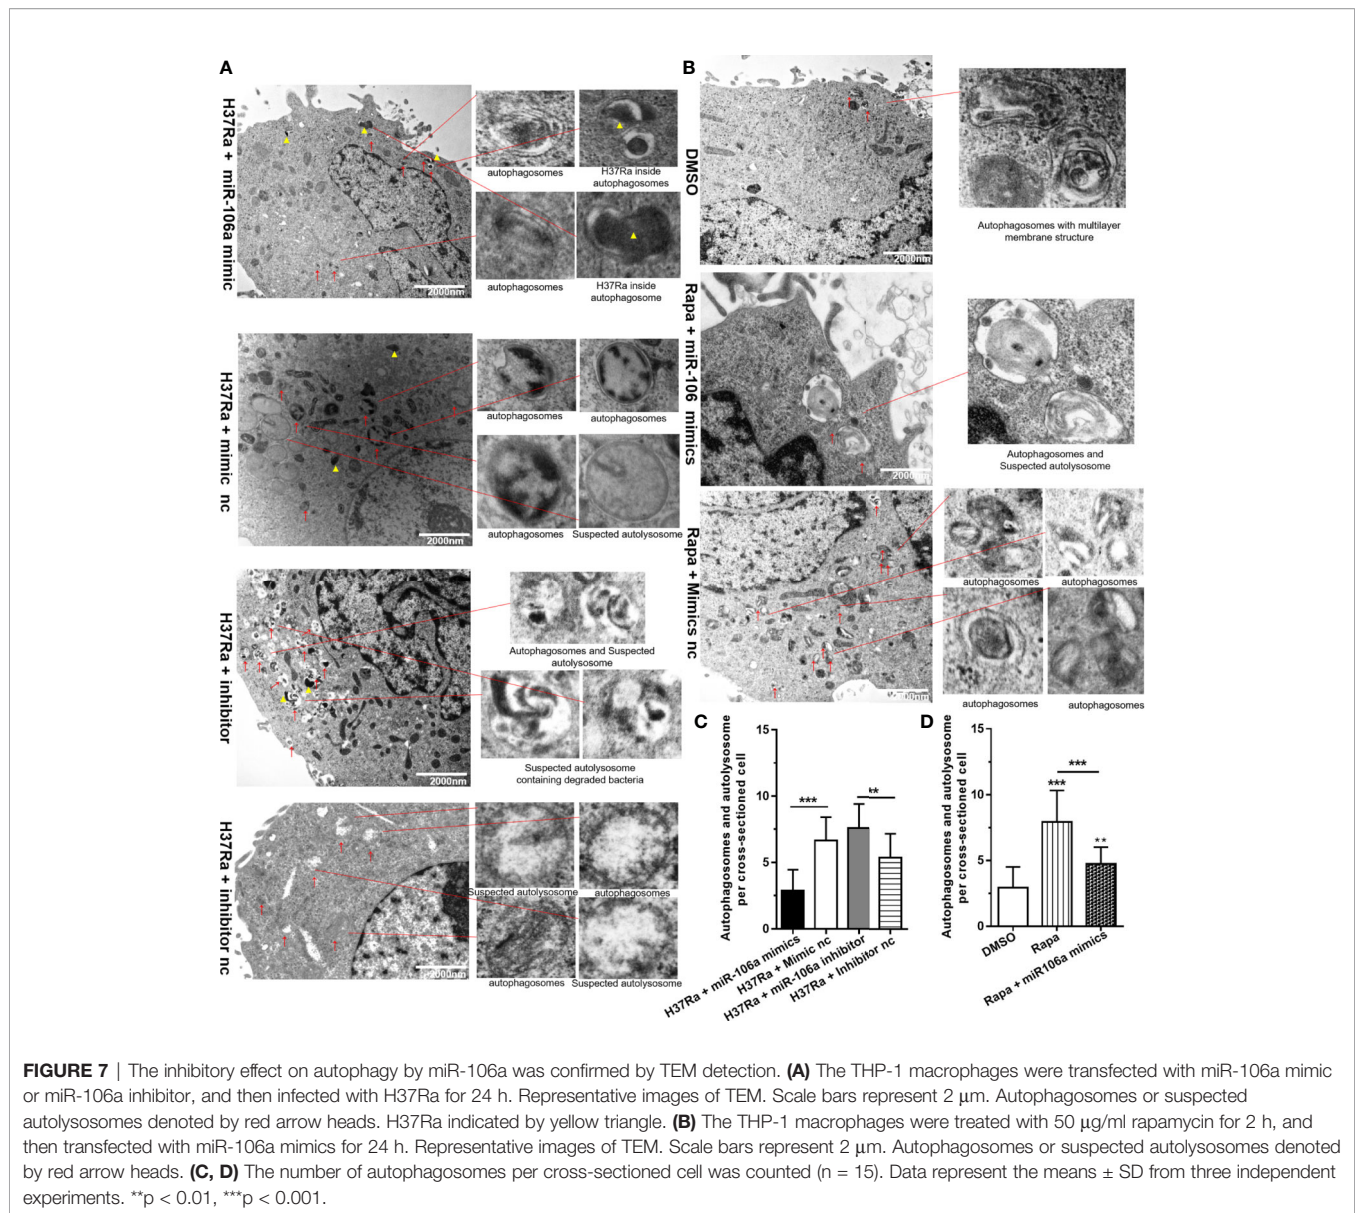 A
H37Ra + miR-106a mimic
2000nm
autophagosomes
H37Ra inside
autophagosomes
autophagosomes
H37Ra inside
autophagosome
H37Ra + mimic nc
2000nm
autophagosomes
autophagosomes
autophagosomes
Suspected autolysosome
H37Ra + inhibitor
2000nm
Autophagosomes and Suspected
autolysosome
Suspected autolysosome
containing degraded bacteria
H37Ra + inhibitor nc
2000nm
Suspected autolysosome
autophagosomes
autophagosomes
Suspected autolysosome
B
DMSO
2000nm
Autophagosomes with multilayer
membrane structure
Rapa + miR-106 mimics
2000nm
Autophagosomes and
Suspected autolysosome
Rapa + Mimics nc
autophagosomes
autophagosomes
autophagosomes
autophagosomes
C
Autophagosomes and autolysosome
per cross-sectioned cell
15
10
5
0
***
**
H37Ra + miR-106a mimics
H37Ra + Mimic nc
H37Ra + miR-106a inhibitor
H37Ra + Inhibitor nc
D
Autophagosomes and autolysosome
per cross-sectioned cell
15
10
5
0
***
***
**
DMSO
Rapa
Rapa + miR106a mimics
FIGURE 7 | The inhibitory effect on autophagy by miR-106a was confirmed by TEM detection. (A) The THP-1 macrophages were transfected with miR-106a mimic
or miR-106a inhibitor, and then infected with H37Ra for 24 h. Representative images of TEM. Scale bars represent 2 μm. Autophagosomes or suspected
autolysosomes denoted by red arrow heads. H37Ra indicated by yellow triangle. (B) The THP-1 macrophages were treated with 50 μg/ml rapamycin for 2 h, and
then transfected with miR-106a mimics for 24 h. Representative images of TEM. Scale bars represent 2 μm. Autophagosomes or suspected autolysosomes denoted
by red arrow heads. (C, D) The number of autophagosomes per cross-sectioned cell was counted (n = 15). Data represent the means ± SD from three independent
experiments. **p < 0.01, ***p < 0.001.